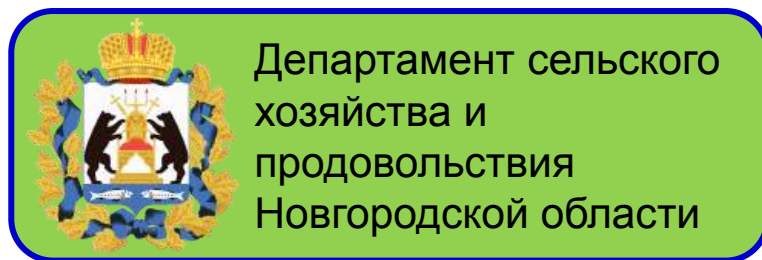 Департамент сельского
хозяйства и
продовольствия
Новгородской области